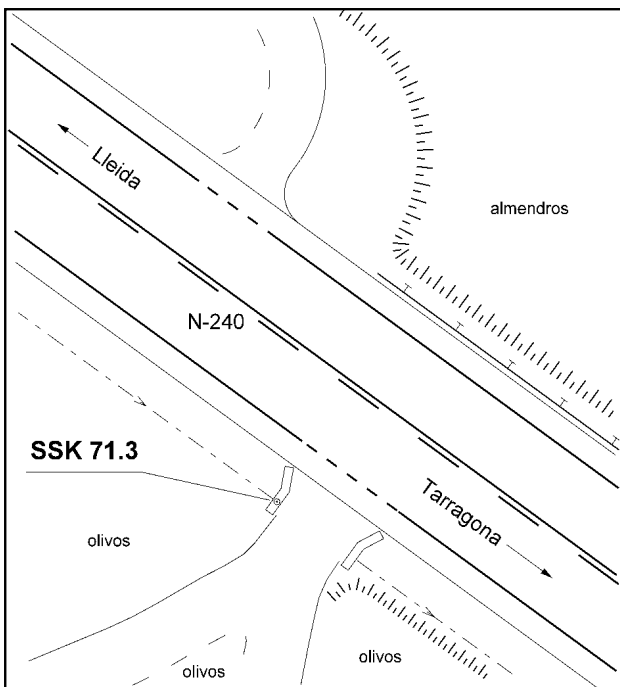 Lleida
almendros
N-240
SSK 71.3
Tarragona
olivos
olivos
olivos